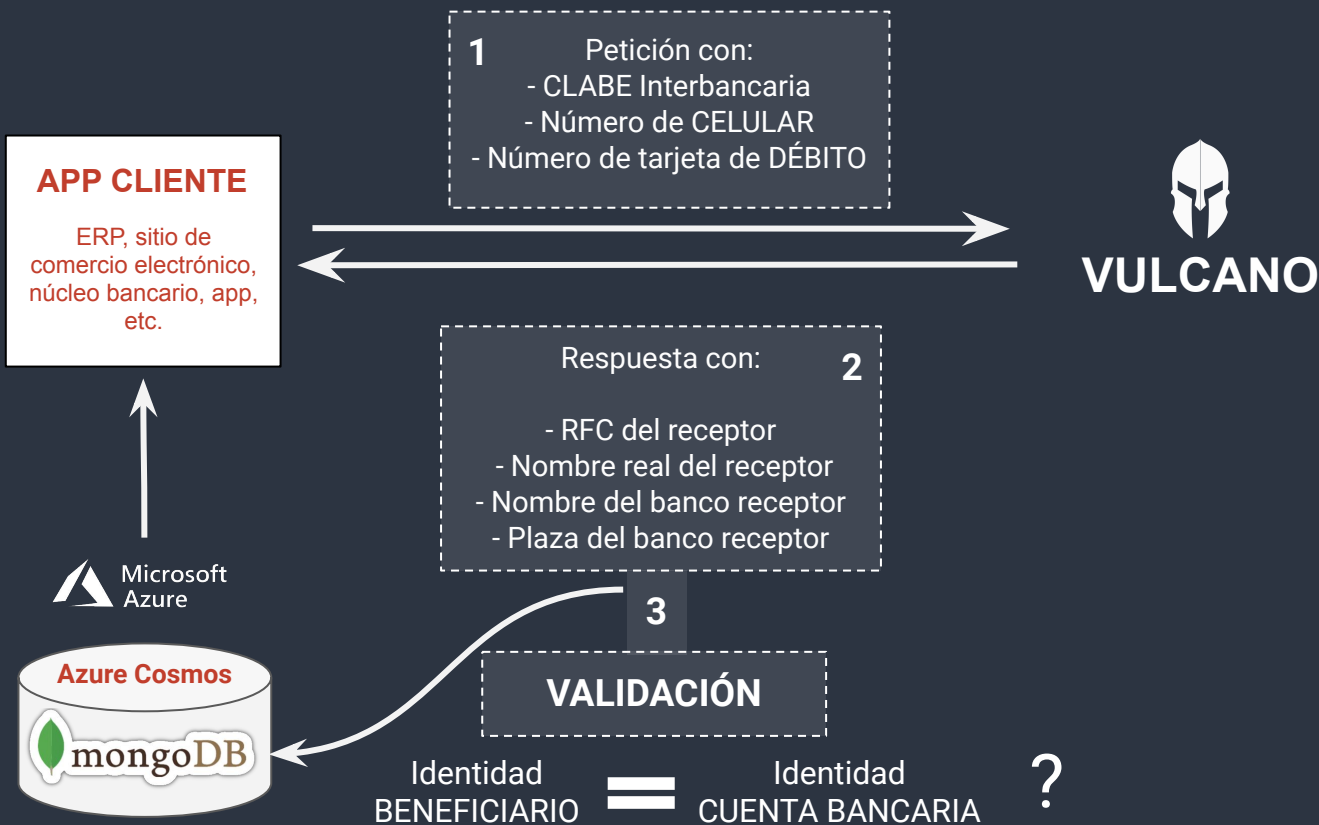 1
Petición con:
- CLABE Interbancaria
- Número de CELULAR
- Número de tarjeta de DÉBITO
APP CLIENTE
ERP, sitio de
comercio electrónico,
núcleo bancario, app,
etc.
VULCANO
Respuesta con:
2
- RFC del receptor
- Nombre real del receptor
- Nombre del banco receptor
- Plaza del banco receptor
Microsoft
Azure
3
VALIDACIÓN
Azure Cosmos
mongoDB
Identidad
BENEFICIARIO
=
Identidad
CUENTA BANCARIA
?